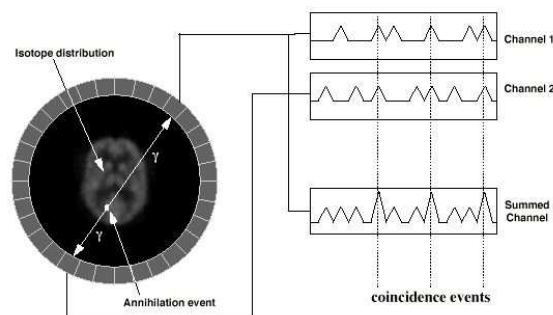 Isotope distribution
γ
γ
Annihilation event
Channel 1
Channel 2
Summed
Channel
coincidence events